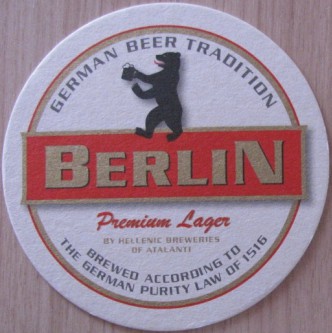 GERMAN BEER TRADITION
BERLIN
Premium Lager
BY HELLENIC BREWERIES
OF ATALANTI
BREWED ACCORDING TO
THE GERMAN PURITY LAW OF 1516